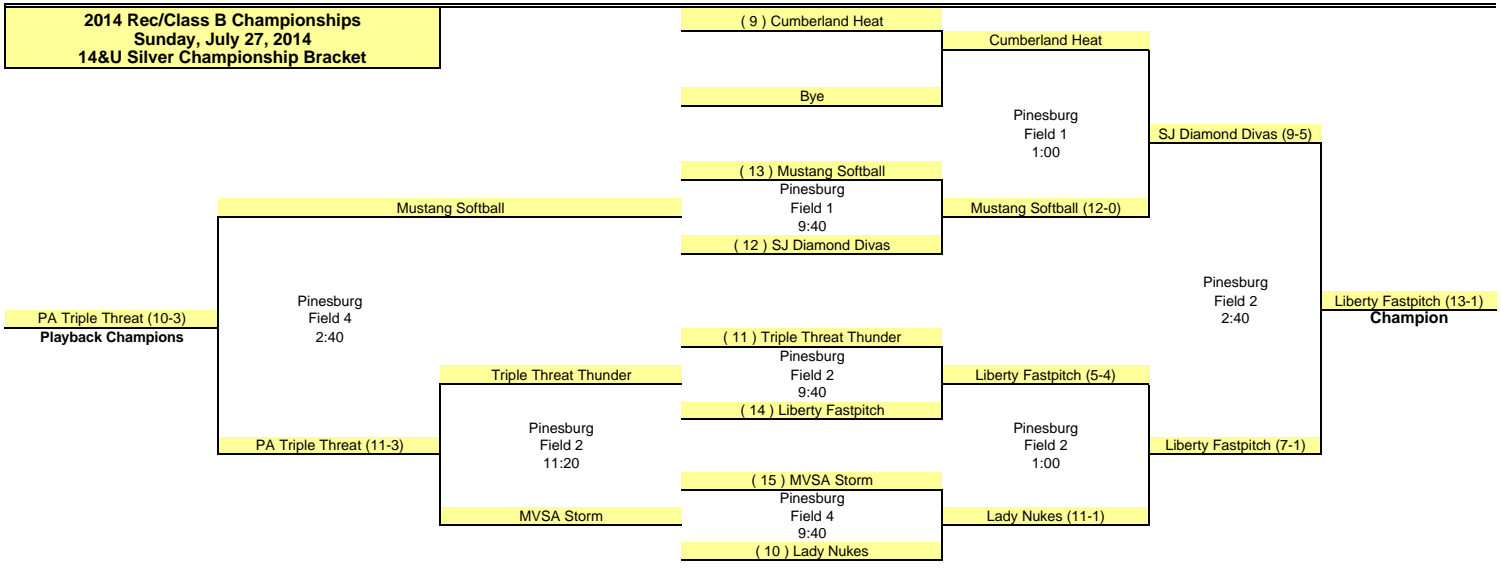 2014 Rec/Class B Championships
Sunday, July 27, 2014
14&U Silver Championship Bracket
( 9 ) Cumberland Heat
Cumberland Heat
Bye
Pinesburg
Field 1
1:00
SJ Diamond Divas (9-5)
( 13 ) Mustang Softball
Pinesburg
Field 1
9:40
Mustang Softball
Mustang Softball (12-0)
( 12 ) SJ Diamond Divas
Pinesburg
Field 4
2:40
PA Triple Threat (10-3)
Playback Champions
Pinesburg
Field 2
2:40
Liberty Fastpitch (13-1)
Champion
( 11 ) Triple Threat Thunder
Pinesburg
Field 2
9:40
Triple Threat Thunder
Liberty Fastpitch (5-4)
( 14 ) Liberty Fastpitch
PA Triple Threat (11-3)
Pinesburg
Field 2
11:20
Pinesburg
Field 2
1:00
Liberty Fastpitch (7-1)
( 15 ) MVSA Storm
Pinesburg
Field 4
9:40
MVSA Storm
Lady Nukes (11-1)
( 10 ) Lady Nukes